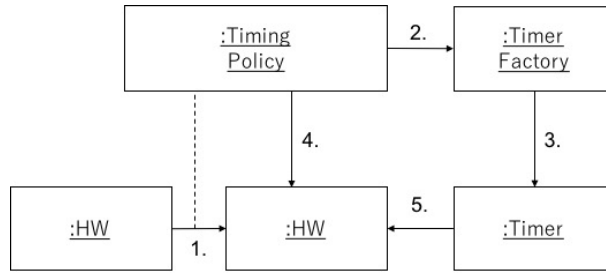 :Timing
Policy
2.
:Timer
Factory
4.
3.
:HW
1.
:HW
5.
:Timer